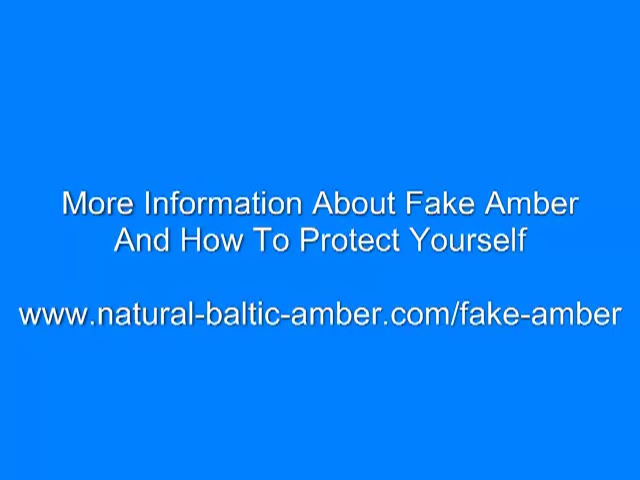 More Information About Fake Amber
And How To Protect Yourself
www.natural-baltic-amber.com/fake-amber